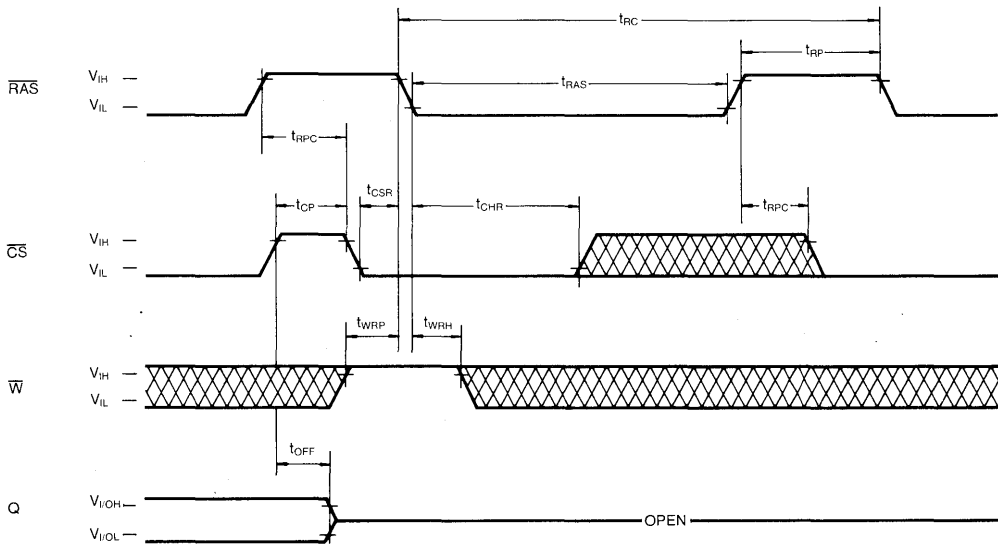 tRC
tRP
RAS
VIH
VIL
tRAS
tRPC
tCSR
tCP
tCHR
tRPC
CS
VIH
VIL
tWRP
tWRH
W
VIH
VIL
tOFF
Q
VI/OH
VI/OL
OPEN